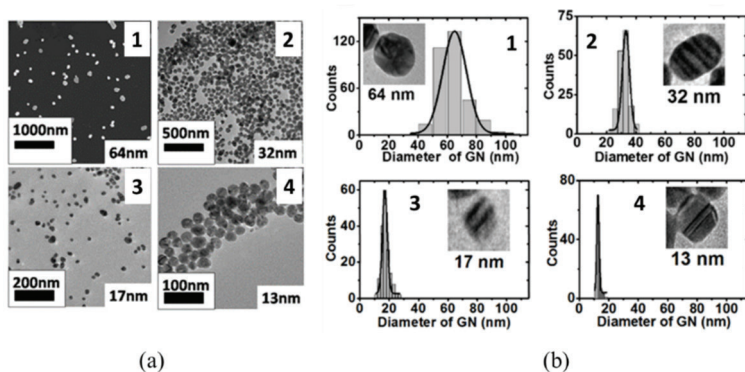 1
1000nm
64nm
2
500nm
32nm
3
200nm
17nm
4
100nm
13nm
(a)
130
65
0
Counts
1
64 nm
0 20 40 60 80 100
Diameter of GN (nm)
75
50
25
0
Counts
2
32 nm
0 20 40 60 80 100
Diameter of GN (nm)
60
40
20
0
Counts
3
17 nm
0 20 40 60 80 100
Diameter of GN (nm)
80
40
0
Counts
4
13 nm
0 20 40 60 80 100
Diameter of GN (nm)
(b)